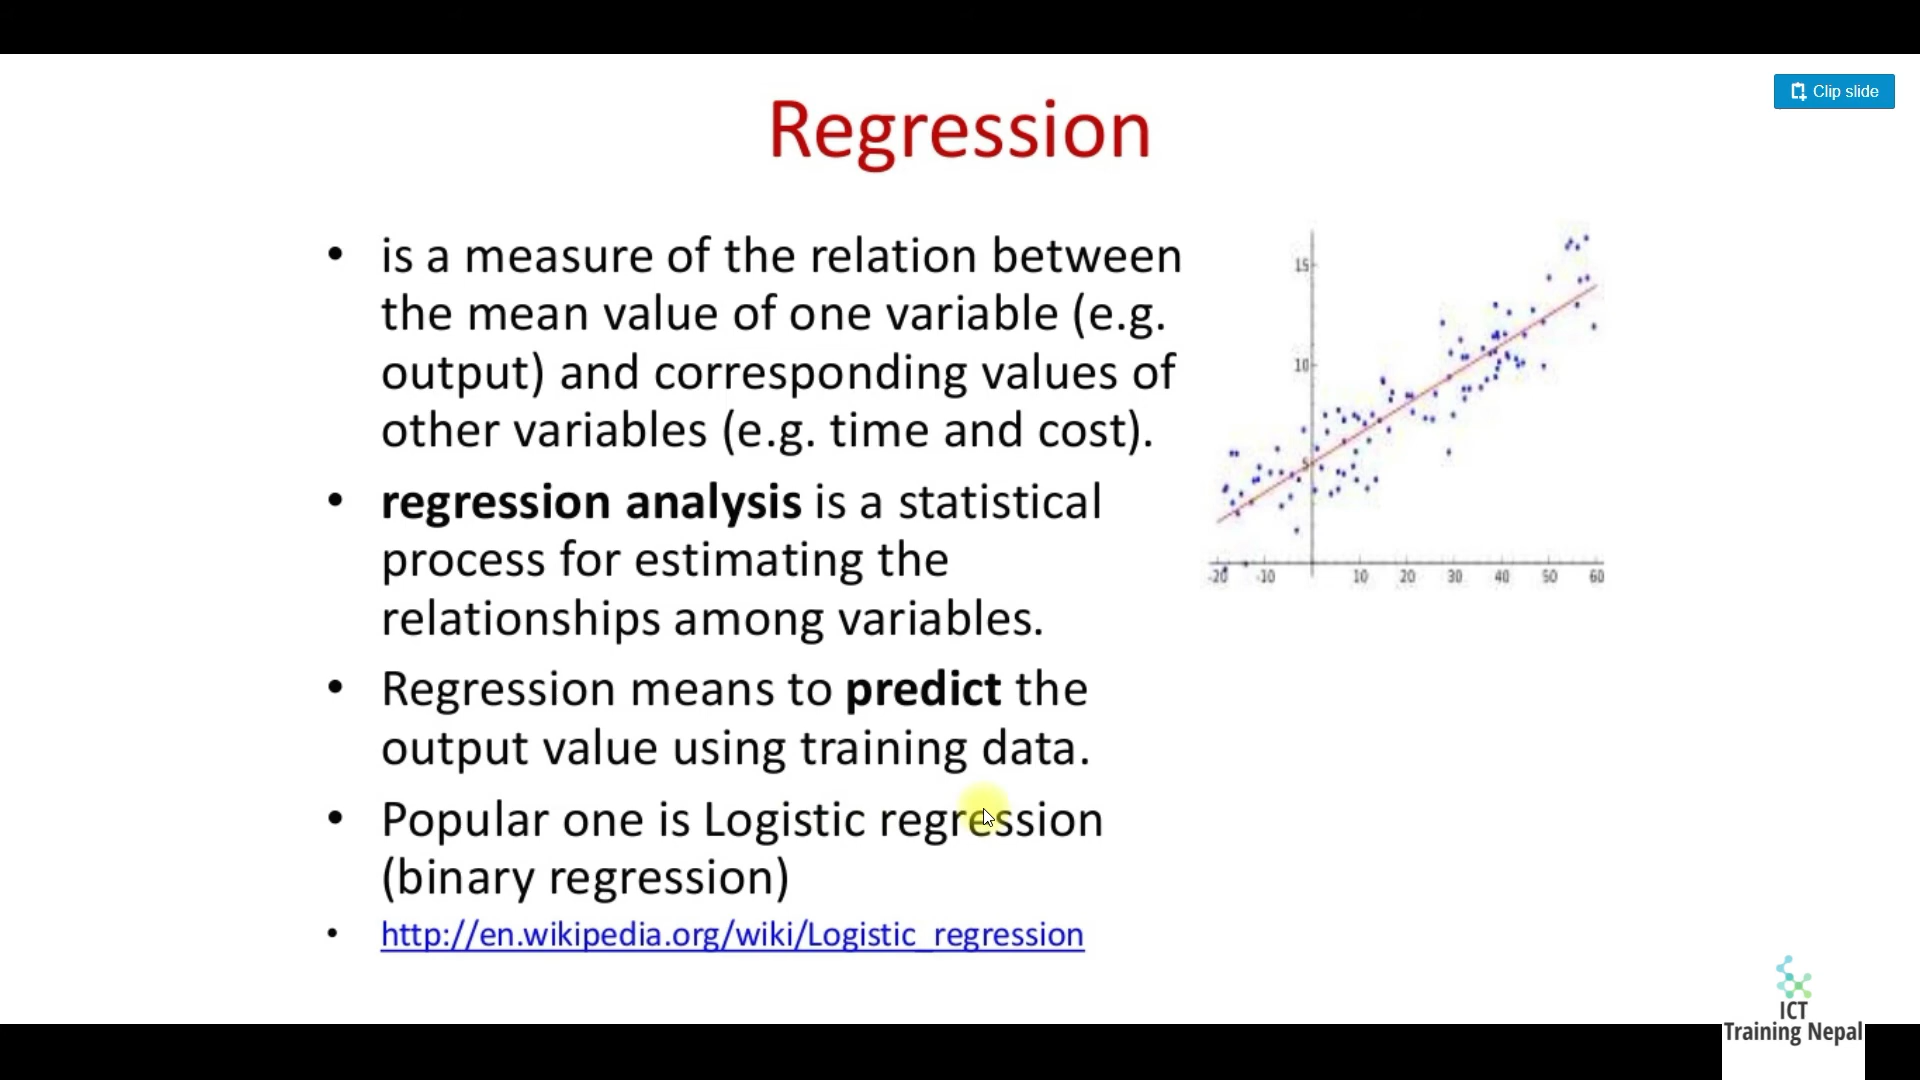 Clip slide
Regression
• is a measure of the relation between
the mean value of one variable (e.g.
output) and corresponding values of
other variables (e.g. time and cost).
• regression analysis is a statistical
process for estimating the
relationships among variables.
• Regression means to predict the
output value using training data.
• Popular one is Logistic regression
(binary regression)
• http://en.wikipedia.org/wiki/Logistic_regression
15
10
5
-20 -10 10 20 30 40 50 60
ICT
Training Nepal